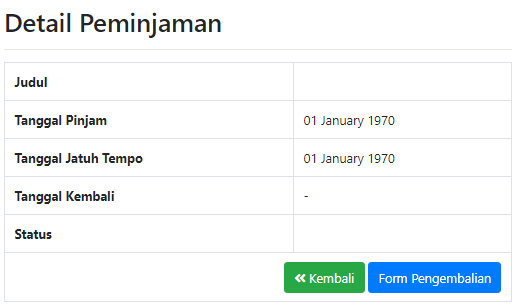 Detail Peminjaman
Judul
Tanggal Pinjam 01 January 1970
Tanggal Jatuh Tempo 01 January 1970
Tanggal Kembali -
Status
« Kembali Form Pengembalian